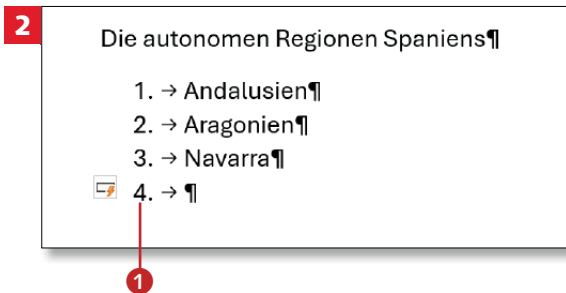 2
Die autonomen Regionen Spaniens¶
1. → Andalusien¶
2. → Aragonien¶
3. → Navarra¶
4. → ¶
1